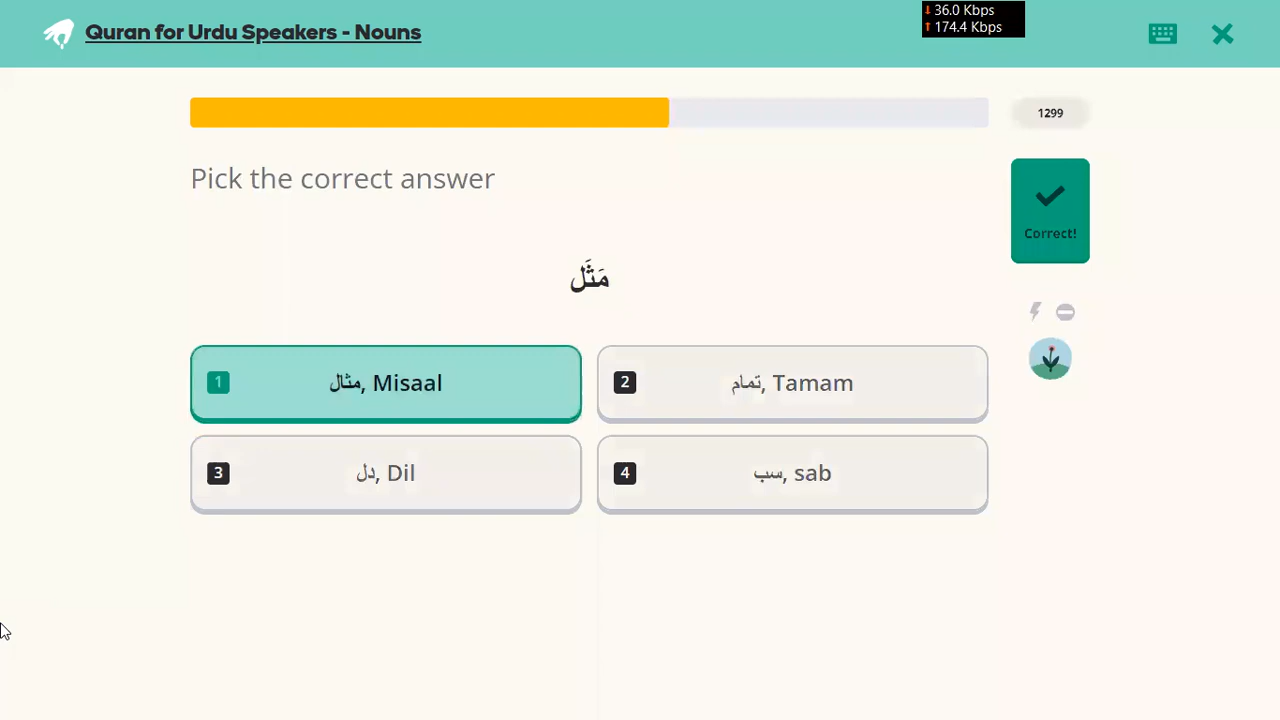 Quran for Urdu Speakers - Nouns
↓ 36.0 Kbps
↑ 174.4 Kbps
1299
Pick the correct answer
Correct!
مَثَل
1 مثال, Misaal
2 تمام, Tamam
3 دل, Dil
4 سب, sab